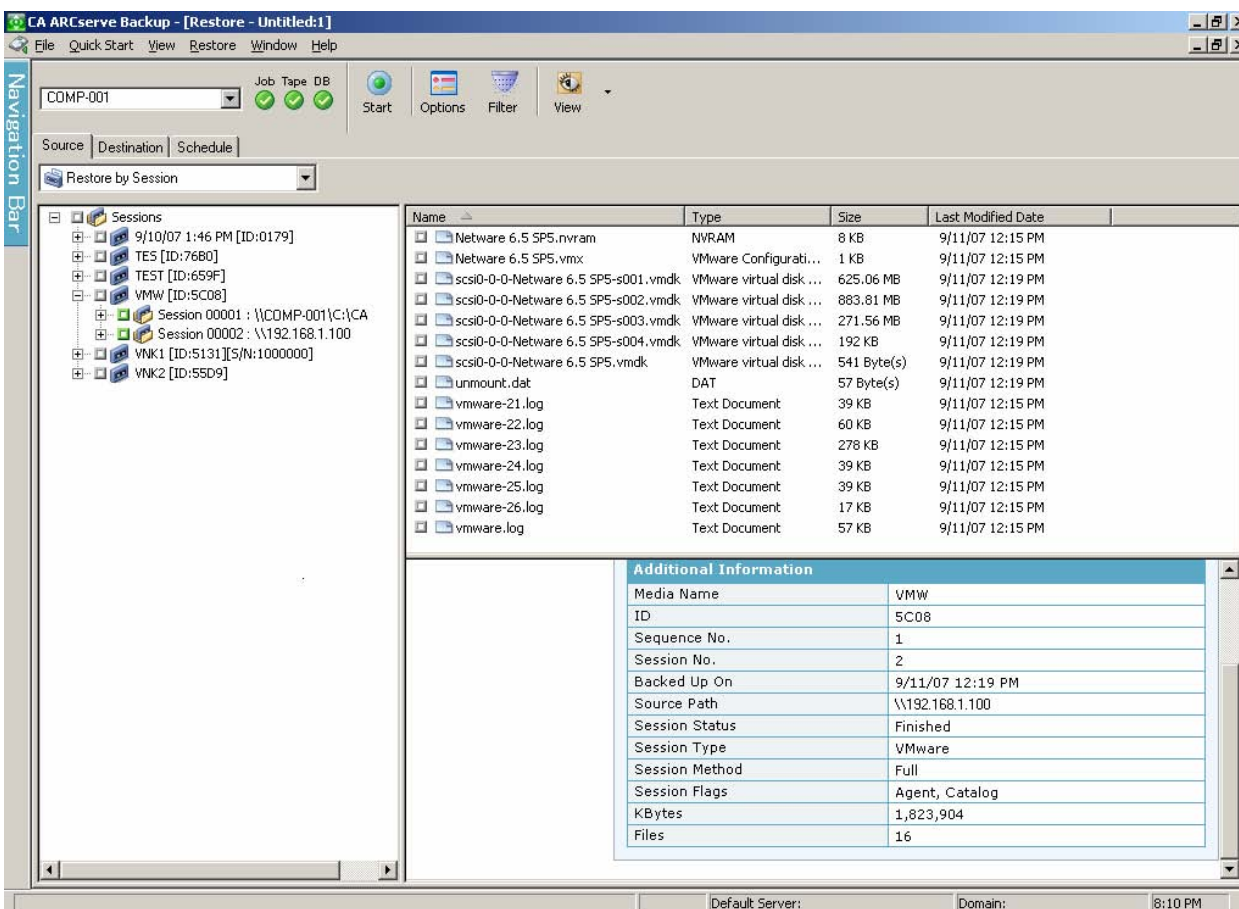 CA ARCserve Backup - [Restore - Untitled:1]
File Quick Start View Restore Window Help
Navigation Bar
COMP-001
Job Tape DB
Start
Options
Filter
View
Source Destination Schedule
Restore by Session
Sessions
9/10/07 1:46 PM [ID:0179]
TES [ID:76B0]
TEST [ID:659F]
VMW [ID:5C08]
Session 00001 : \\COMP-001\C:\CA
Session 00002 : \\192.168.1.100
VNK1 [ID:5131][S/N:1000000]
VNK2 [ID:55D9]
Name Type Size Last Modified Date
Netware 6.5 SP5.nvram NVRAM 8 KB 9/11/07 12:15 PM
Netware 6.5 SP5.vmx VMware Configurati... 1 KB 9/11/07 12:15 PM
scsi0-0-0-Netware 6.5 SP5-s001.vmdk VMware virtual disk ... 625.06 MB 9/11/07 12:19 PM
scsi0-0-0-Netware 6.5 SP5-s002.vmdk VMware virtual disk ... 883.81 MB 9/11/07 12:19 PM
scsi0-0-0-Netware 6.5 SP5-s003.vmdk VMware virtual disk ... 271.56 MB 9/11/07 12:19 PM
scsi0-0-0-Netware 6.5 SP5-s004.vmdk VMware virtual disk ... 192 KB 9/11/07 12:19 PM
scsi0-0-0-Netware 6.5 SP5.vmdk VMware virtual disk ... 541 Byte(s) 9/11/07 12:19 PM
unmount.dat DAT 57 Byte(s) 9/11/07 12:19 PM
vmware-21.log Text Document 39 KB 9/11/07 12:15 PM
vmware-22.log Text Document 60 KB 9/11/07 12:15 PM
vmware-23.log Text Document 278 KB 9/11/07 12:15 PM
vmware-24.log Text Document 39 KB 9/11/07 12:15 PM
vmware-25.log Text Document 39 KB 9/11/07 12:15 PM
vmware-26.log Text Document 17 KB 9/11/07 12:15 PM
vmware.log Text Document 57 KB 9/11/07 12:15 PM
Additional Information
Media Name VMW
ID 5C08
Sequence No. 1
Session No. 2
Backed Up On 9/11/07 12:19 PM
Source Path \\192.168.1.100
Session Status Finished
Session Type VMware
Session Method Full
Session Flags Agent, Catalog
KBytes 1,823,904
Files 16
Default Server: Domain: 8:10 PM